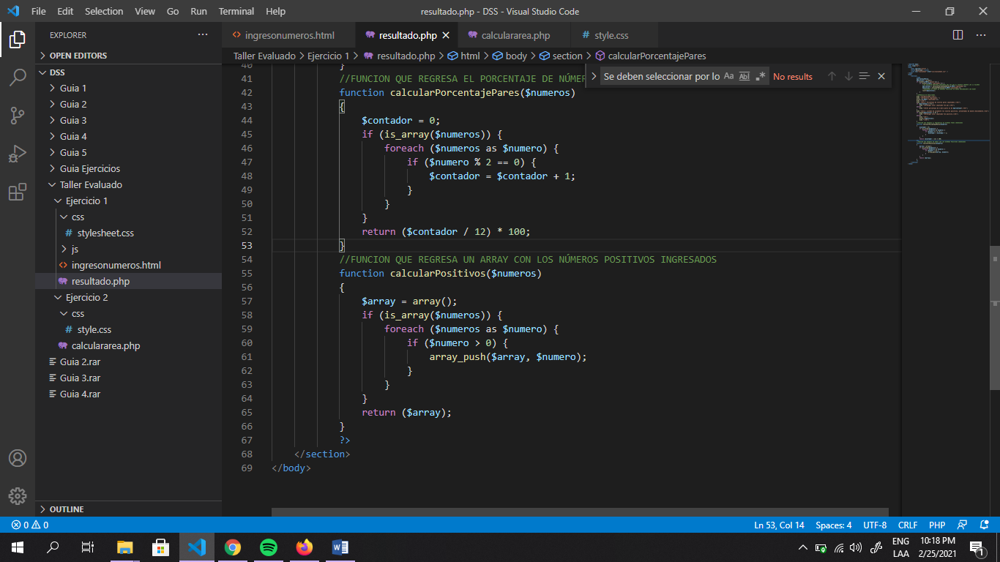 File Edit Selection View Go Run Terminal Help
resultado.php - DSS - Visual Studio Code
EXPLORER
OPEN EDITORS
DSS
Guia 1
Guia 2
Guia 3
Guia 4
Guia 5
Guia Ejercicios
Taller Evaluado
Ejercicio 1
css
# stylesheet.css
js
<> ingresonumeros.html
resultado.php
Ejercicio 2
css
# style.css
calculararea.php
Guia 2.rar
Guia 3.rar
Guia 4.rar
OUTLINE
<> ingresonumeros.html
resultado.php
calculararea.php
# style.css
Taller Evaluado > Ejercicio 1 > resultado.php > html > body > section > calcularPorcentajePares
Se deben seleccionar por lo Aa Abl .* No results
40 }
41 //FUNCION QUE REGRESA EL PORCENTAJE DE NÚMER
42 function calcularPorcentajePares($numeros)
43 {
44 $contador = 0;
45 if (is_array($numeros)) {
46 foreach ($numeros as $numero) {
47 if ($numero % 2 == 0) {
48 $contador = $contador + 1;
49 }
50 }
51 }
52 return ($contador / 12) * 100;
53 }
54 //FUNCION QUE REGRESA UN ARRAY CON LOS NÚMEROS POSITIVOS INGRESADOS
55 function calcularPositivos($numeros)
56 {
57 $array = array();
58 if (is_array($numeros)) {
59 foreach ($numeros as $numero) {
60 if ($numero > 0) {
61 array_push($array, $numero);
62 }
63 }
64 }
65 return ($array);
66 }
67 ?>
68 </section>
69 </body>
0 0
Ln 53, Col 14 Spaces: 4 UTF-8 CRLF PHP
ENG
LAA
10:18 PM
2/25/2021
1